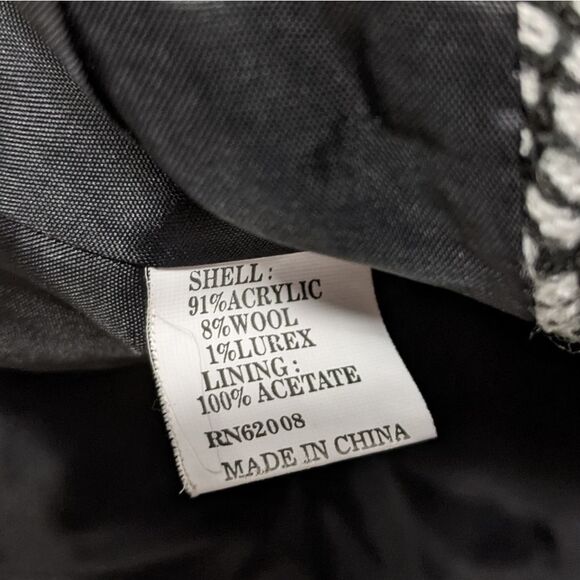 SHELL:
91%ACRYLIC
8%WOOL
1%LUREX
LINING:
100% ACETATE
RN62008
MADE IN CHINA